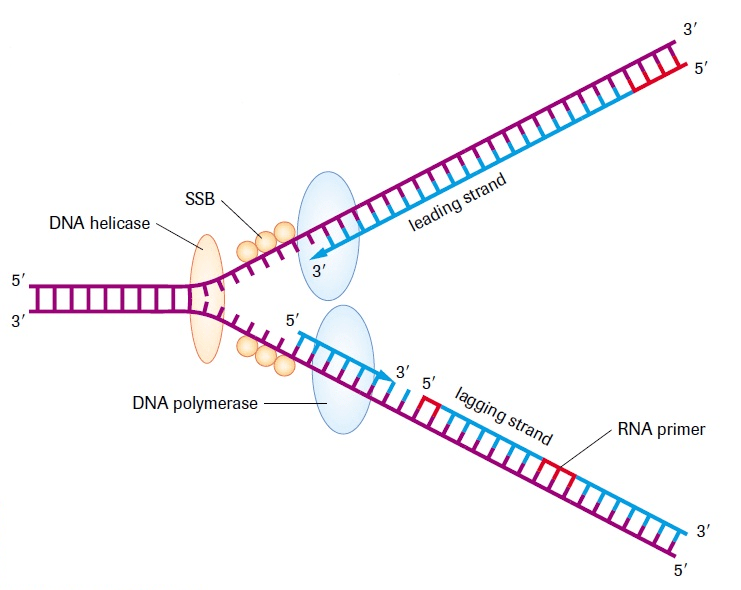 3′
5′
SSB
DNA helicase
leading strand
3′
5′
3′
5′
3′
5′
DNA polymerase
lagging strand
RNA primer
3′
5′